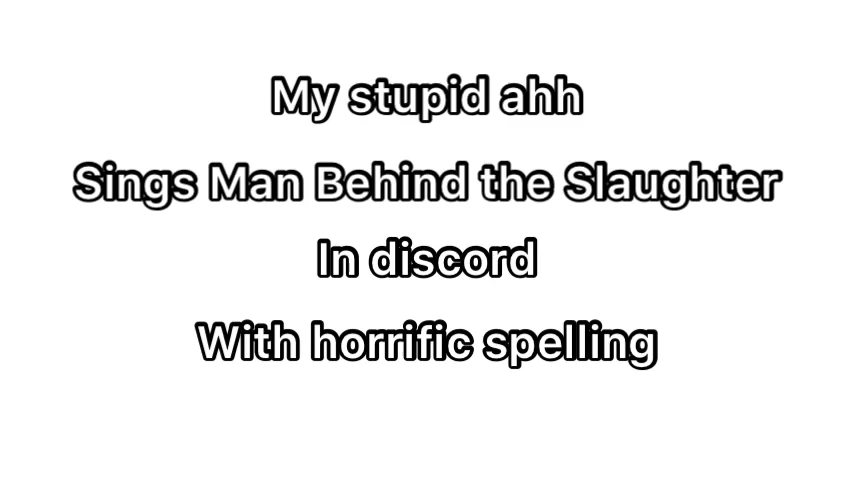 My stupid ahh
Sings Man Behind the Slaughter
In discord
With horrific spelling